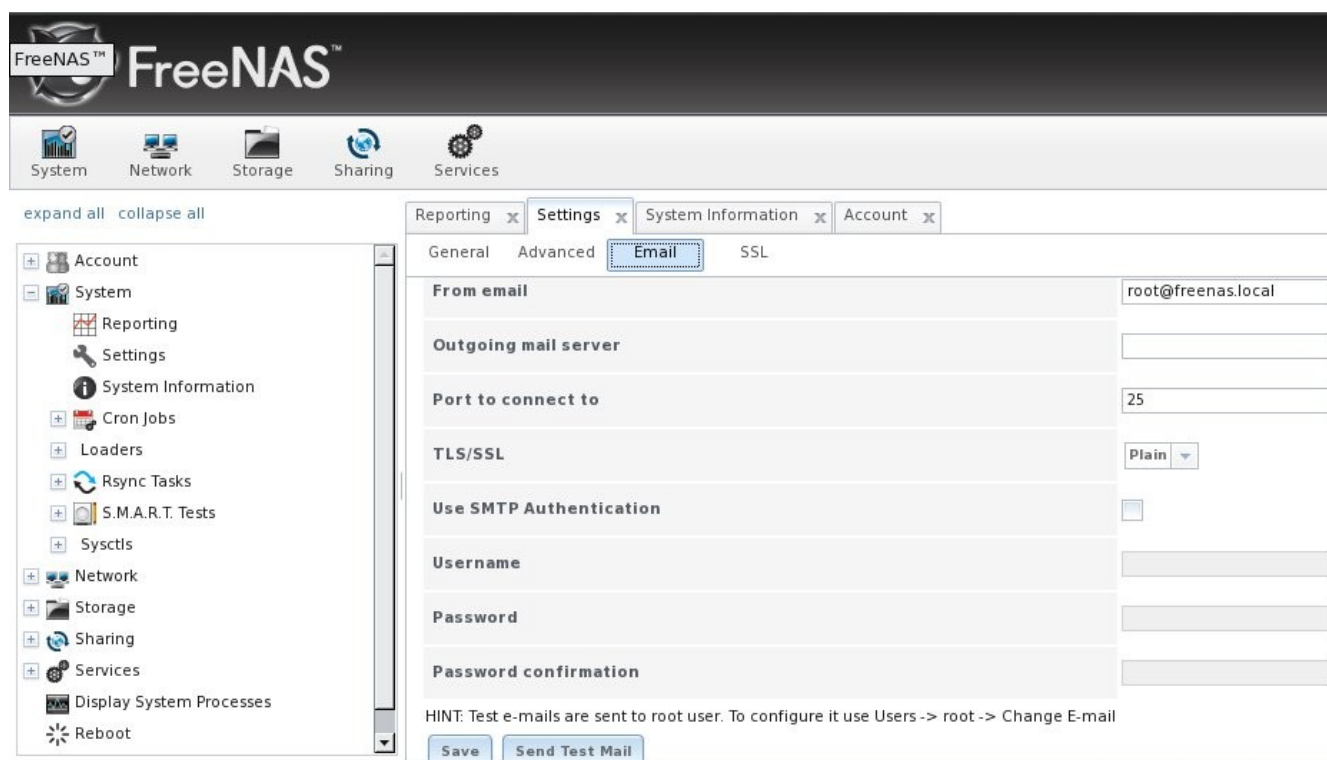 FreeNAS™
FreeNAS™
System Network Storage Sharing Services
expand all collapse all
Account
System
Reporting
Settings
System Information
Cron Jobs
Loaders
Rsync Tasks
S.M.A.R.T. Tests
Sysctls
Network
Storage
Sharing
Services
Display System Processes
Reboot
Reporting x Settings x System Information x Account x
General Advanced Email SSL
From email root@freenas.local
Outgoing mail server
Port to connect to 25
TLS/SSL Plain
Use SMTP Authentication
Username
Password
Password confirmation
HINT: Test e-mails are sent to root user. To configure it use Users -> root -> Change E-mail
Save Send Test Mail